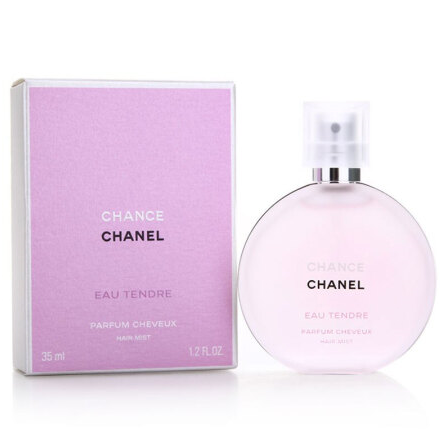 CHANCE
CHANEL
EAU TENDRE
PARFUM CHEVEUX
HAIR MIST
35 ml 1.2 FL.OZ.
CHANCE
CHANEL
EAU TENDRE
PARFUM CHEVEUX
HAIR MIST